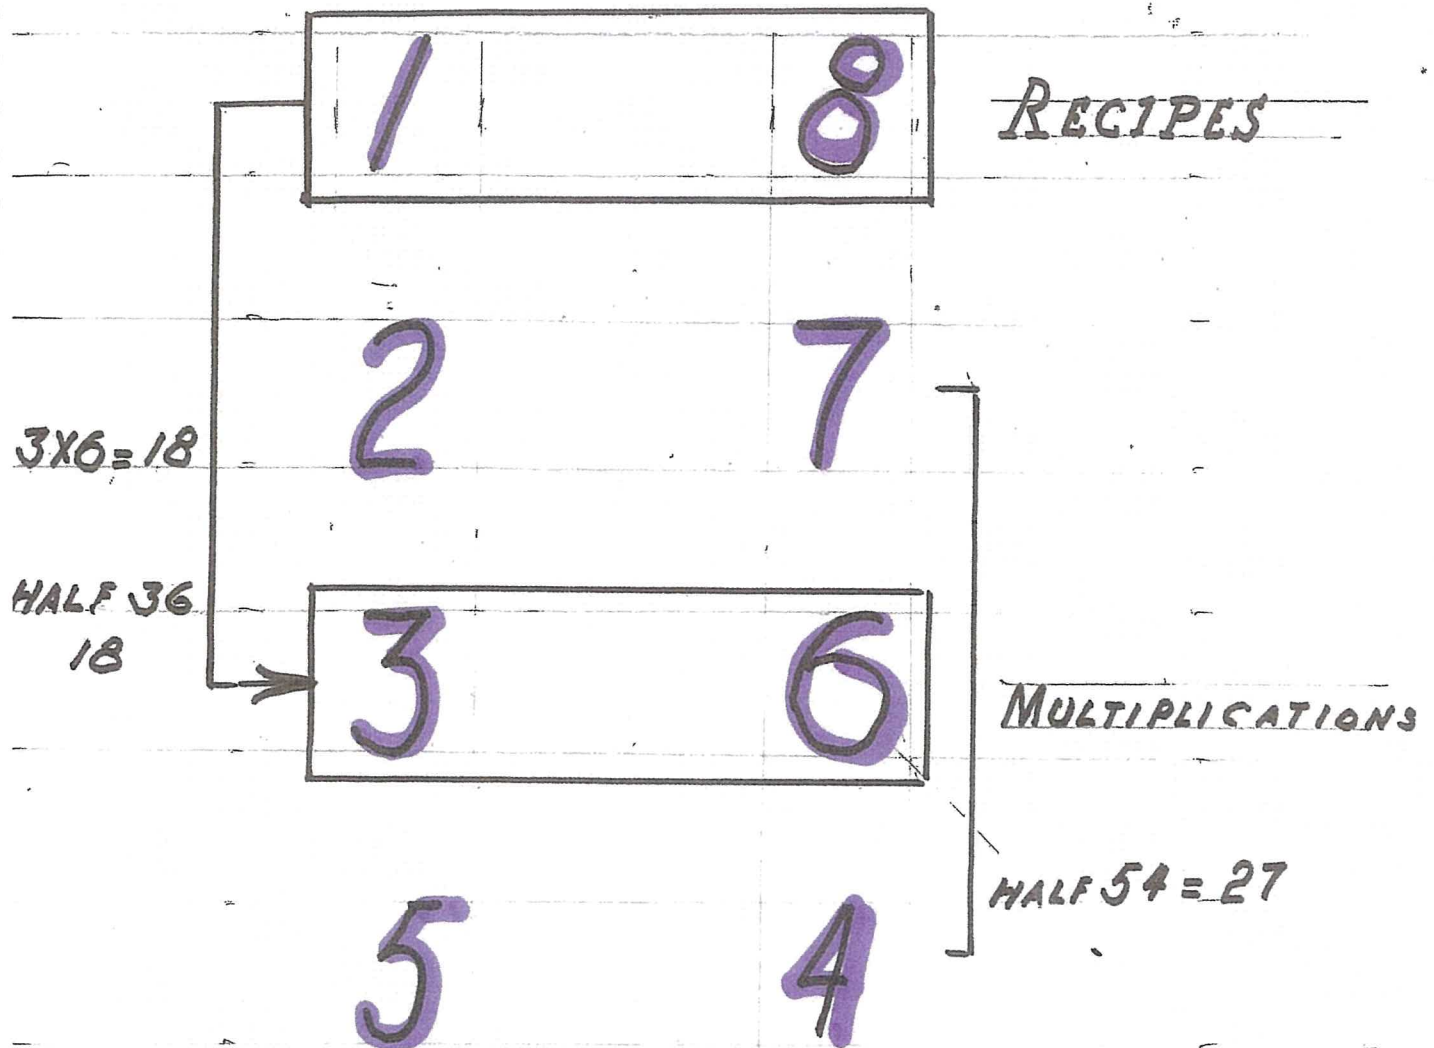 1 8 RECIPES
2 7
3X6=18
HALF 36
18
3 6 MULTIPLICATIONS
HALF 54 = 27
5 4